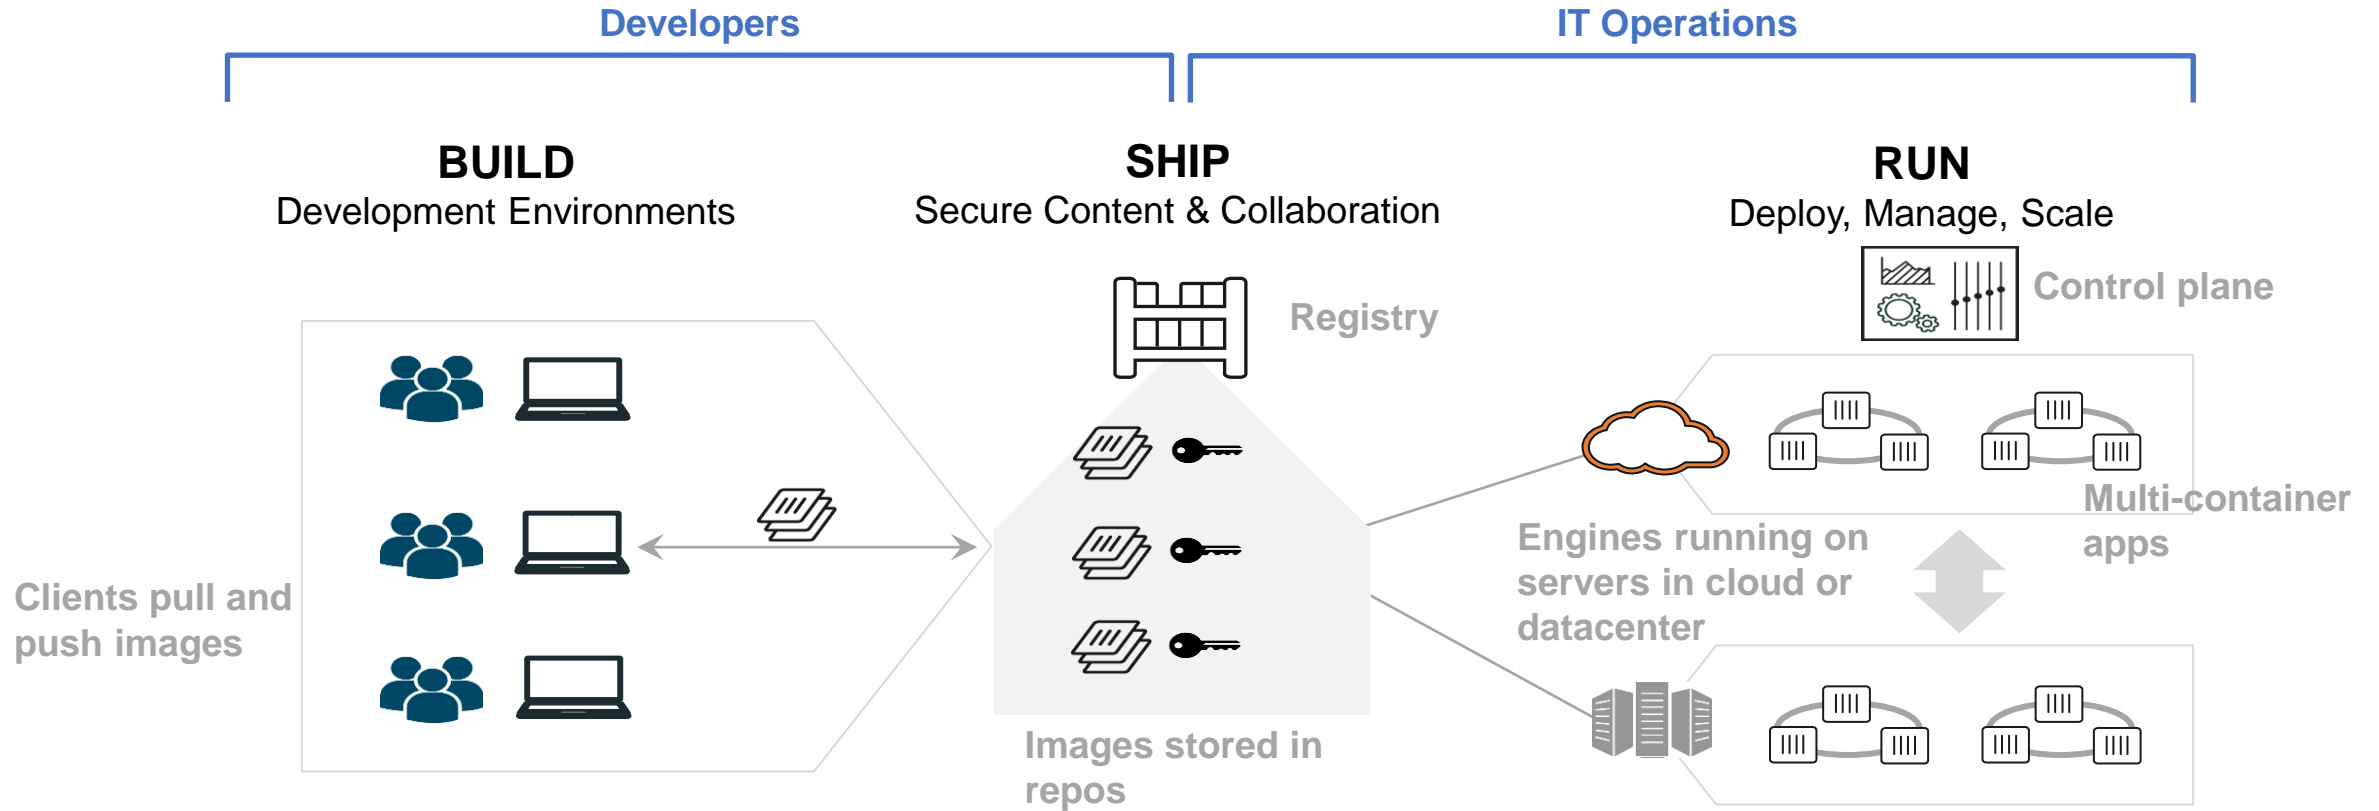 Developers
IT Operations
BUILD
Development Environments
SHIP
Secure Content & Collaboration
RUN
Deploy, Manage, Scale
Registry
Control plane
Clients pull and
push images
Images stored in
repos
Engines running on
servers in cloud or
datacenter
Multi-container
apps